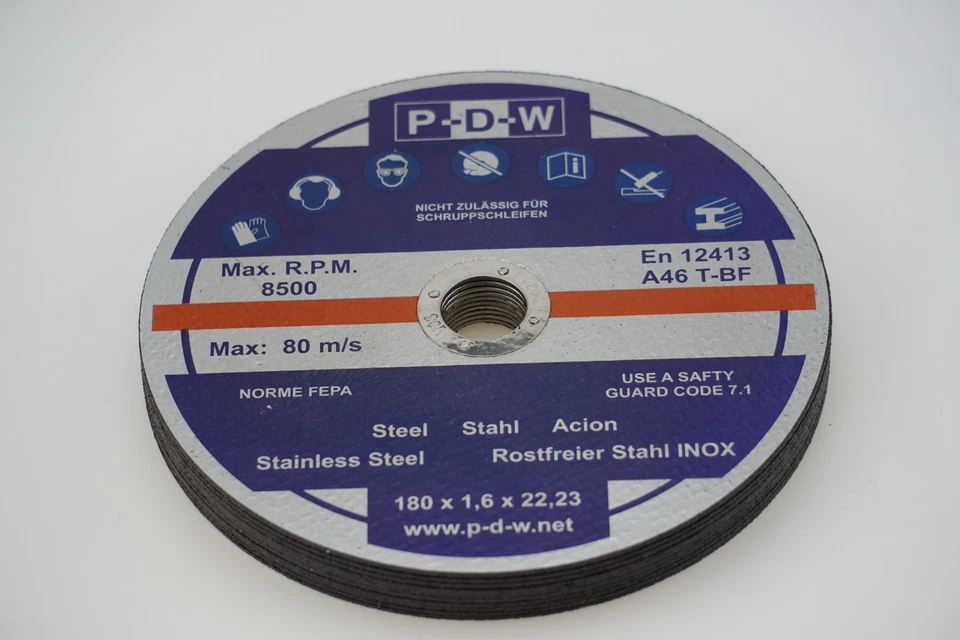 P-D-W
NICHT ZULÄSSIG FÜR
SCHRUPPSCHLEIFEN
Max. R.P.M.
8500
En 12413
A46 T-BF
Max: 80 m/s
NORME FEPA
USE A SAFTY
GUARD CODE 7.1
Steel Stahl Acion
Stainless Steel Rostfreier Stahl INOX
180 x 1,6 x 22,23
www.p-d-w.net